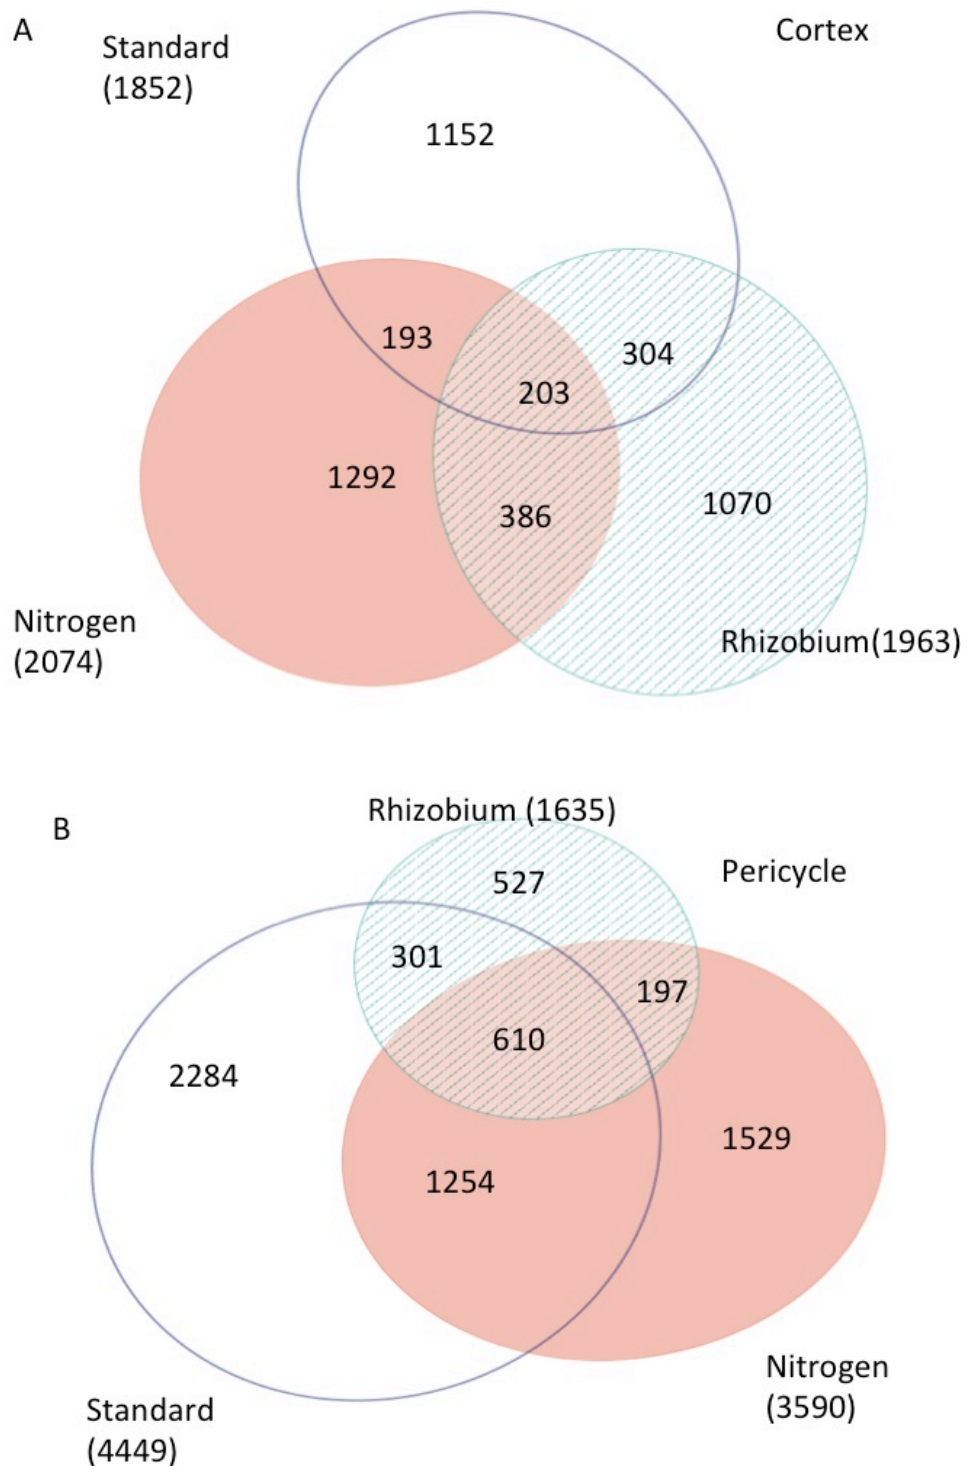 A
Cortex
Standard
(1852)
1152
193
304
203
1292
386
1070
Nitrogen
(2074)
Rhizobium(1963)
B
Rhizobium (1635)
Pericycle
527
301
197
610
2284
1529
1254
Nitrogen
(3590)
Standard
(4449)